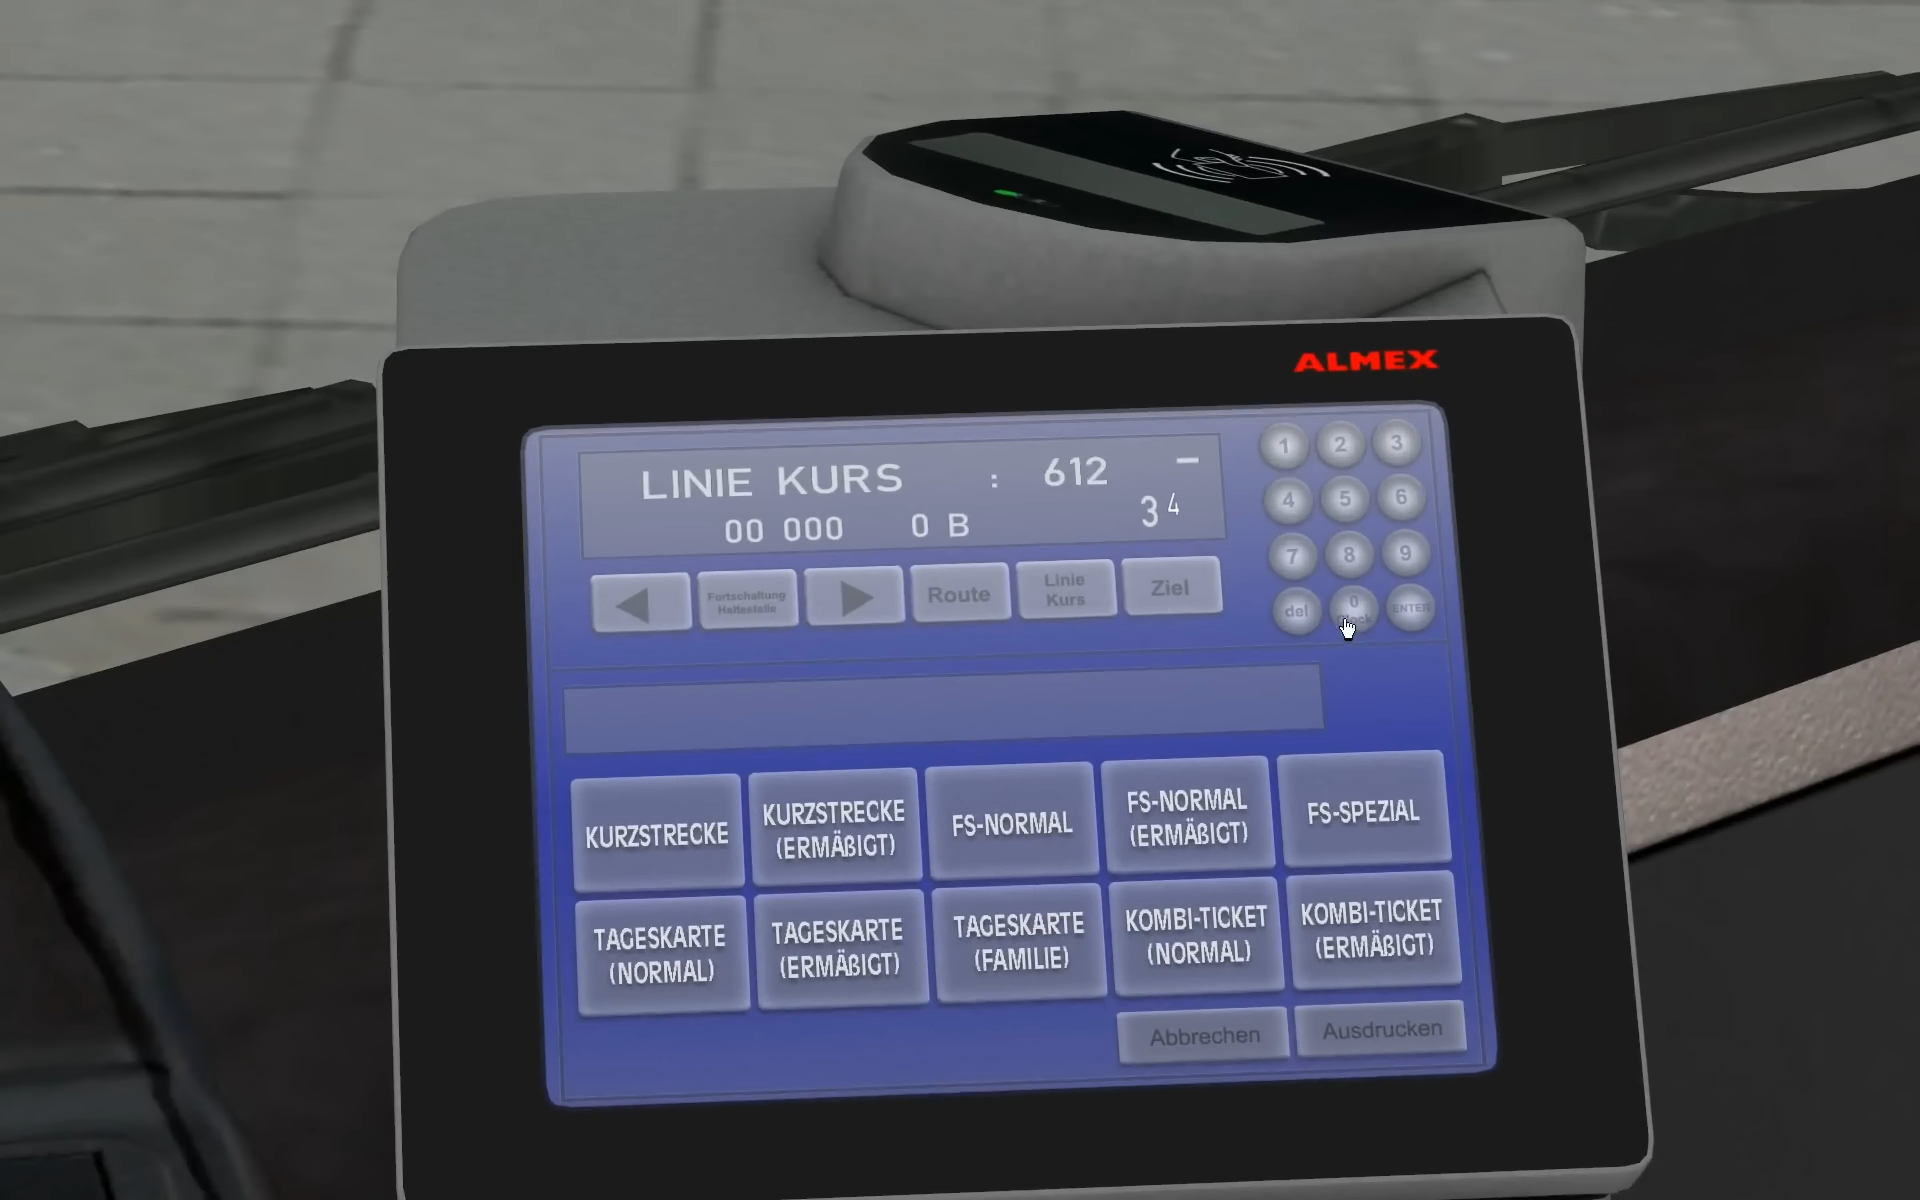 ALMEX
LINIE KURS : 612 –
00 000 0 B 3 4
1 2 3
4 5 6
7 8 9
del 0 ENTER
Fortschaltung
Haltestelle
Route
Linie
Kurs
Ziel
KURZSTRECKE
KURZSTRECKE
(ERMÄßIGT)
FS-NORMAL
FS-NORMAL
(ERMÄßIGT)
FS-SPEZIAL
TAGESKARTE
(NORMAL)
TAGESKARTE
(ERMÄßIGT)
TAGESKARTE
(FAMILIE)
KOMBI-TICKET
(NORMAL)
KOMBI-TICKET
(ERMÄßIGT)
Abbrechen
Ausdrucken